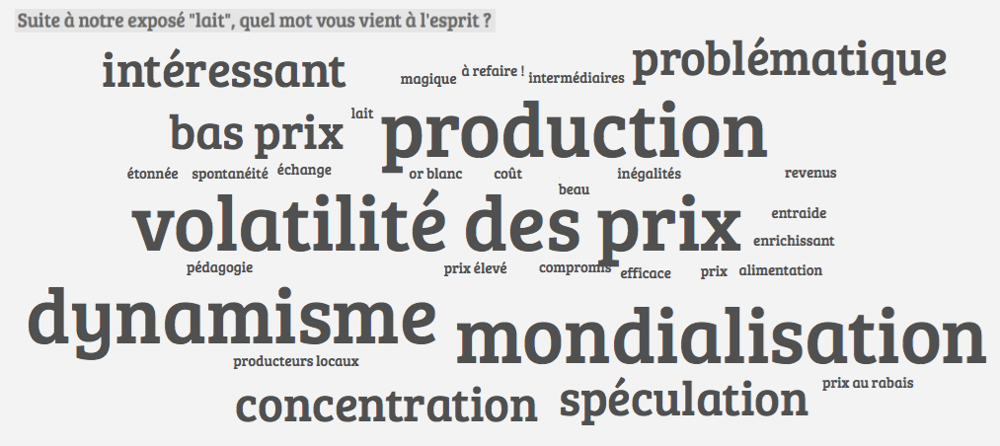 Suite à notre exposé "lait", quel mot vous vient à l'esprit ?
intéressant
magique
à refaire !
intermédiaires
problématique
bas prix
lait
production
étonnée
spontanéité
échange
or blanc
coût
inégalités
revenus
beau
volatilité des prix
entraide
enrichissant
pédagogie
prix élevé
compromis
efficace
prix
alimentation
dynamisme
mondialisation
producteurs locaux
concentration
spéculation
prix au rabais